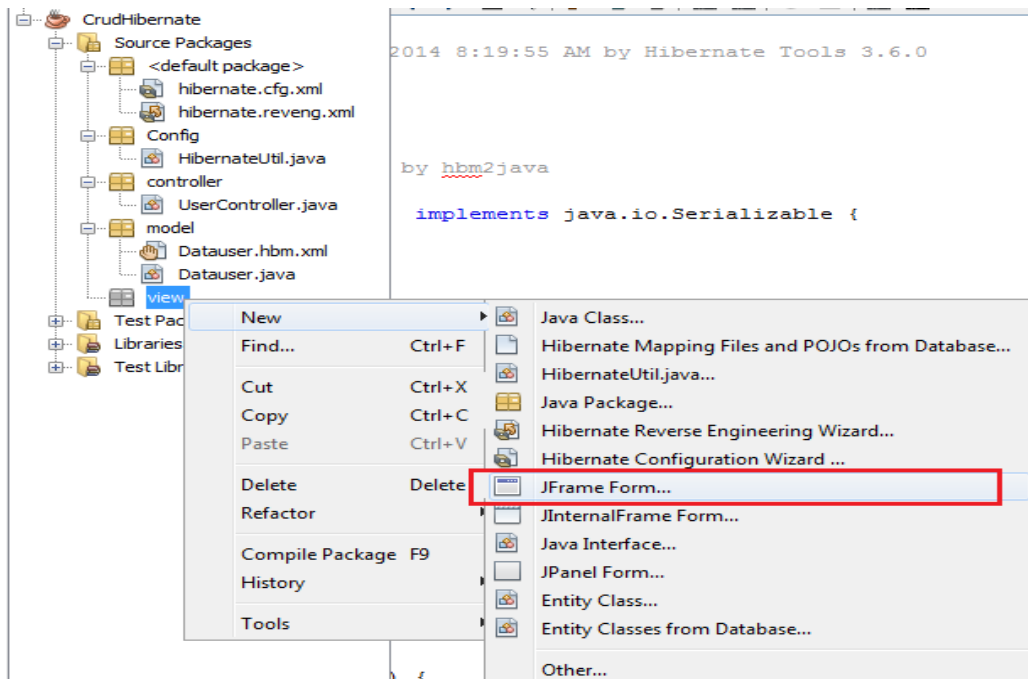 CrudHibernate
Source Packages
<default package>
hibernate.cfg.xml
hibernate.reveng.xml
Config
HibernateUtil.java
controller
UserController.java
model
Datauser.hbm.xml
Datauser.java
view
Test Pac
Libraries
Test Libr
2014 8:19:55 AM by Hibernate Tools 3.6.0
by hbm2java
implements java.io.Serializable {
New
Find... Ctrl+F
Cut Ctrl+X
Copy Ctrl+C
Paste Ctrl+V
Delete Delete
Refactor
Compile Package F9
History
Tools
Java Class...
Hibernate Mapping Files and POJOs from Database...
HibernateUtil.java...
Java Package...
Hibernate Reverse Engineering Wizard...
Hibernate Configuration Wizard ...
JFrame Form...
JInternalFrame Form...
Java Interface...
JPanel Form...
Entity Class...
Entity Classes from Database...
Other...